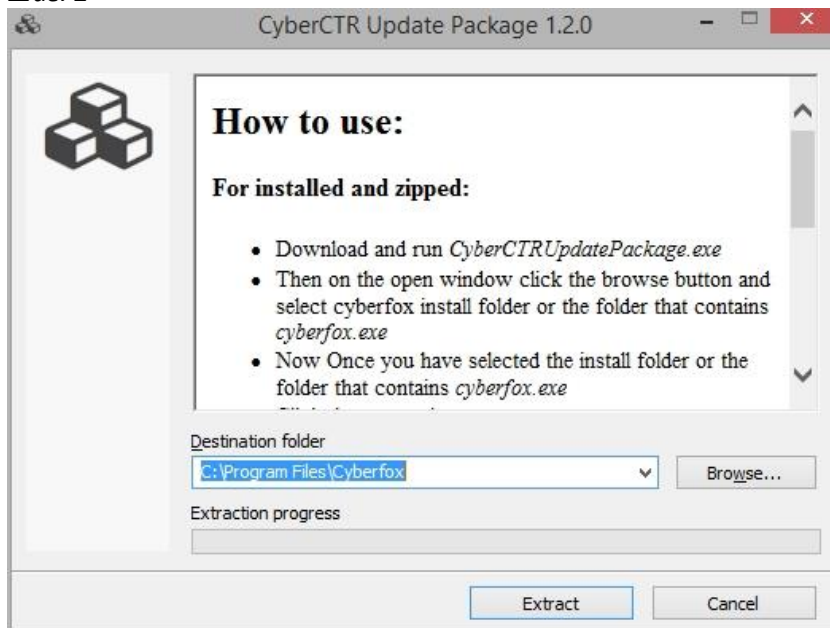 CyberCTR Update Package 1.2.0
How to use:
For installed and zipped:
• Download and run CyberCTRUpdatePackage.exe
• Then on the open window click the browse button and
select cyberfox install folder or the folder that contains
cyberfox.exe
• Now Once you have selected the install folder or the
folder that contains cyberfox.exe
Destination folder
C:\Program Files\Cyberfox
Browse...
Extraction progress
Extract
Cancel